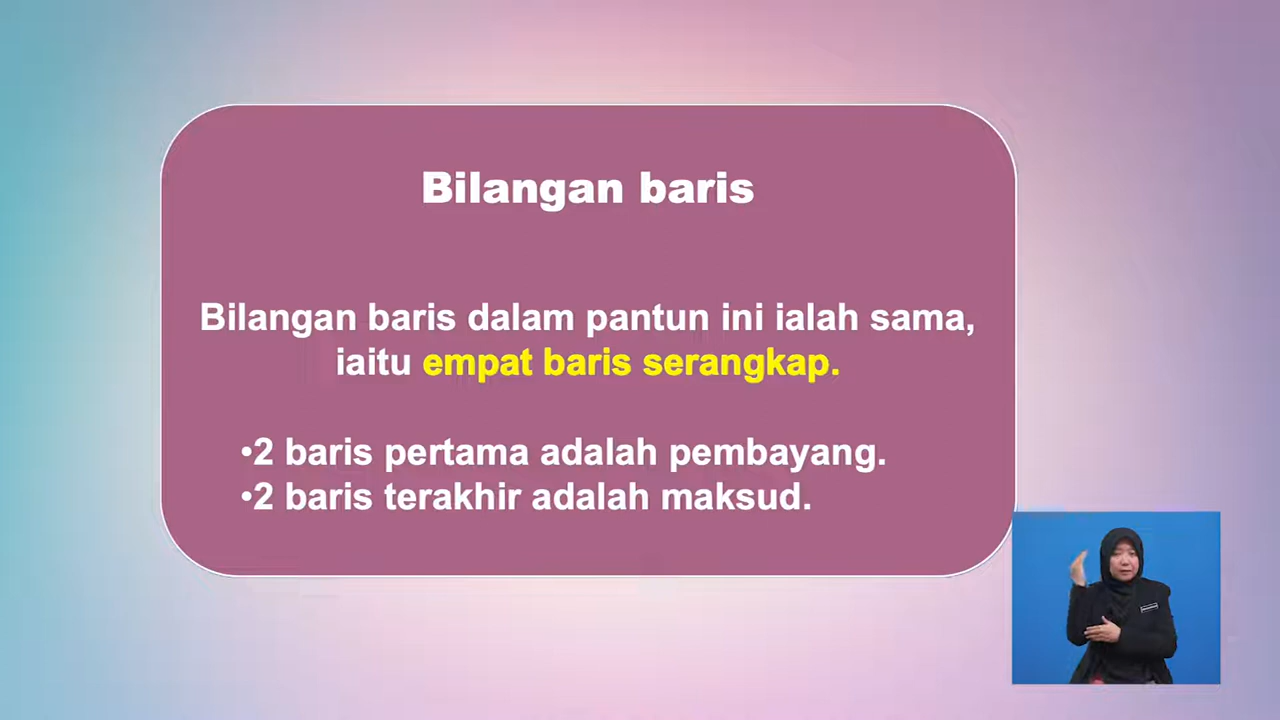 Bilangan baris
Bilangan baris dalam pantun ini ialah sama,
iaitu empat baris serangkap.
•2 baris pertama adalah pembayang.
•2 baris terakhir adalah maksud.